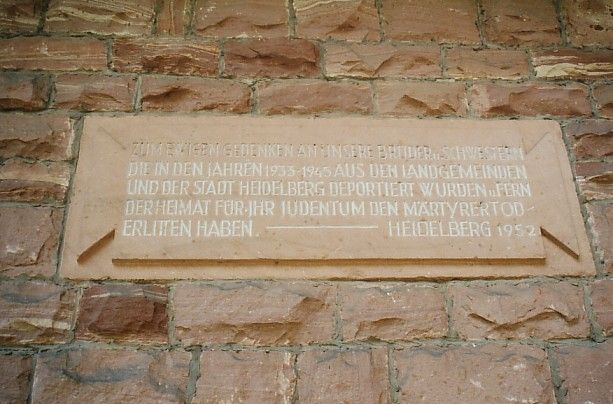 ZUM EWIGEN GEDENKEN AN UNSERE BRÜDER U. SCHWESTERN
DIE IN DEN JAHREN 1933-1945 AUS DEN LANDGEMEINDEN
UND DER STADT HEIDELBERG DEPORTIERT WURDEN U. FERN
DER HEIMAT FÜR IHR JUDENTUM DEN MÄRTYRERTOD
ERLITTEN HABEN. ——— HEIDELBERG 1952